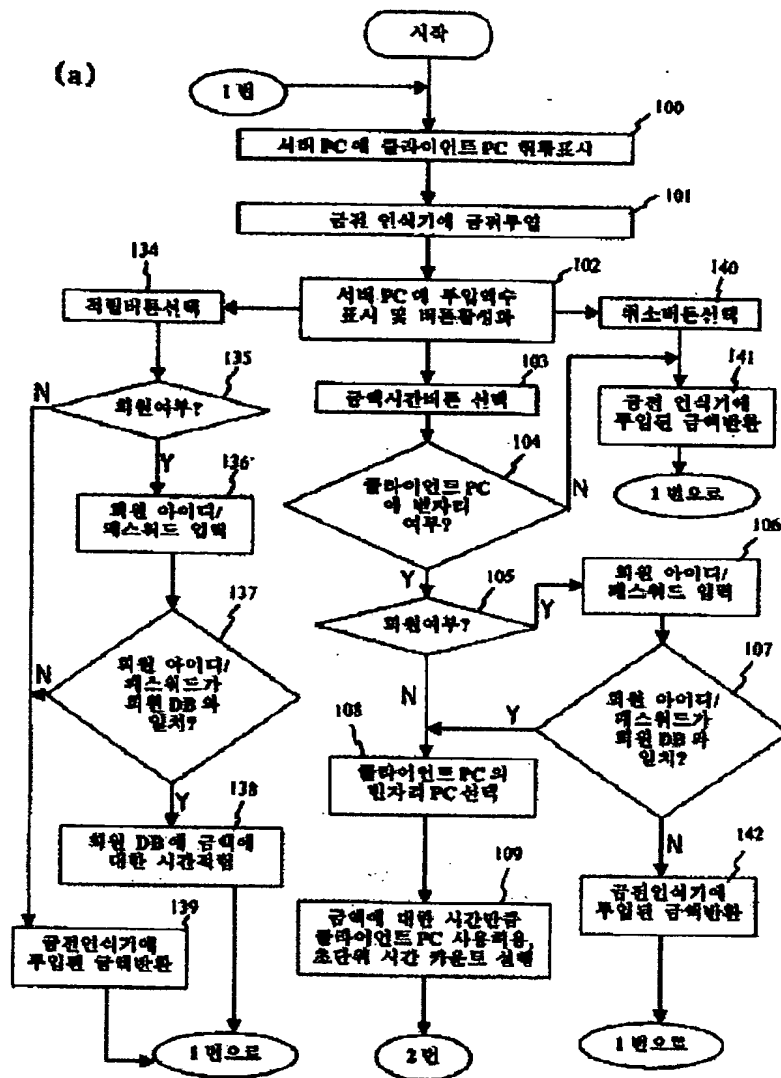 시작
(a)
1번
100
서버 PC에 클라이언트 PC 현황표시
101
금전 인식기에 금전투입
134
102
140
적립버튼선택
서버 PC에 투입액수
표시 및 버튼활성화
취소버튼선택
135
103
141
N
회원여부?
금액시간버튼 선택
금전 인식기에
투입된 금액반환
104
Y
136
클라이언트 PC
에 빈자리
여부?
N
1번으로
회원 아이디/
패스워드 입력
106
Y
105
회원 아이디/
패스워드 입력
137
회원여부?
Y
N
회원 아이디/
패스워드가
회원 DB와
일치?
107
N
Y
회원 아이디/
패스워드가
회원 DB와
일치?
108
클라이언트 PC의
빈자리 PC 선택
Y
138
회원 DB에 금액에
대한 시간적립
N
142
109
139
금전인식기에
투입된 금액반환
금액에 대한 시간만큼
클라이언트 PC 사용허용,
초단위 시간 카운트 실행
금전인식기에
투입된 금액반환
1번으로
2번
1번으로